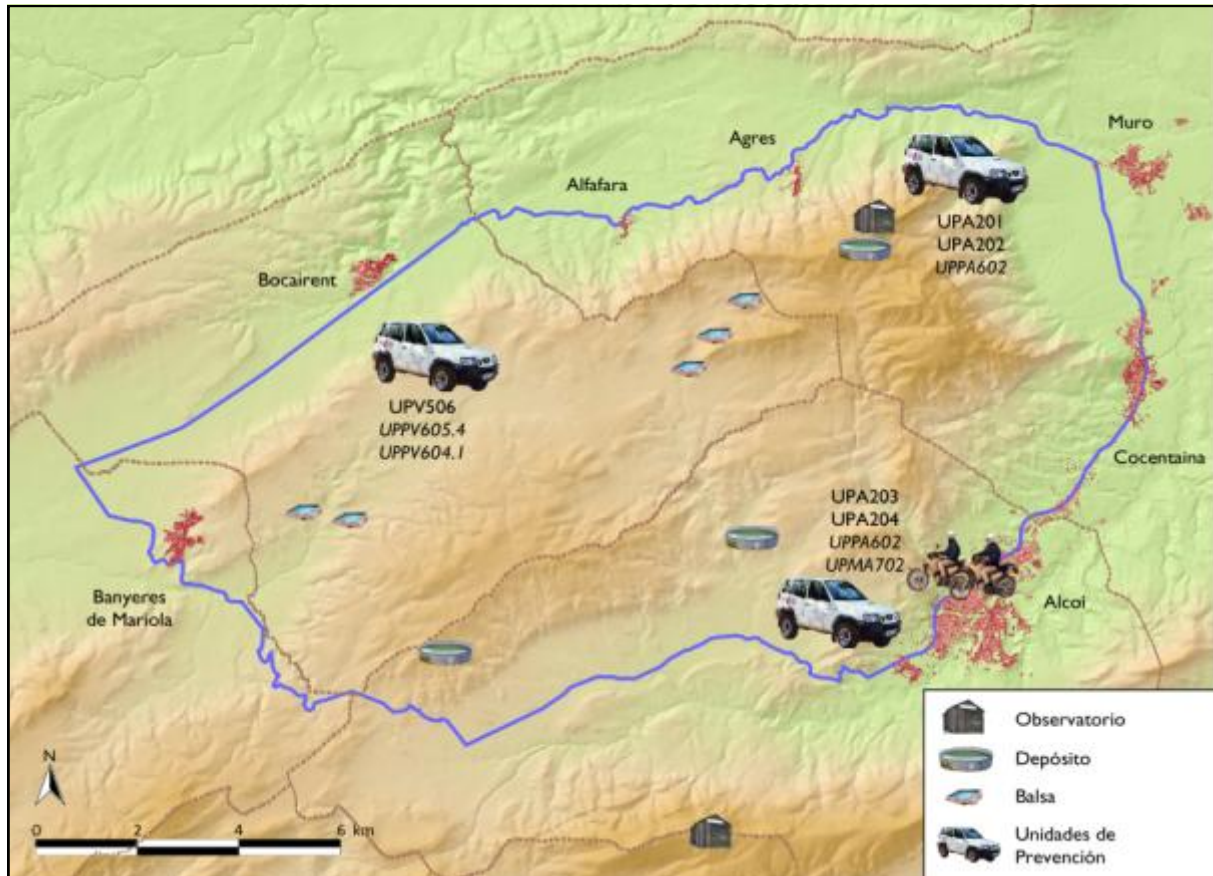 Muro
Agres
Alfafara
UPA201
UPA202
UPPA602
Bocairent
UPV506
UPPV605.4
UPPV604.1
Cocentaina
UPA203
UPA204
UPPA602
UPMA702
Banyeres
de Mariola
Alcoi
N
0 2 4 6 km
Observatorio
Depósito
Balsa
Unidades de
Prevención